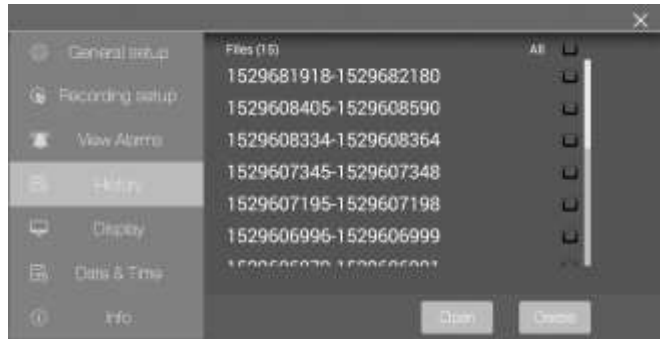 General setup
Files (15) All
1529681918-1529682180
Recording setup
1529608405-1529608590
View Alarms
1529608334-1529608364
History
1529607345-1529607348
1529607195-1529607198
Display
1529606996-1529606999
Date & Time
Info
Open
Delete